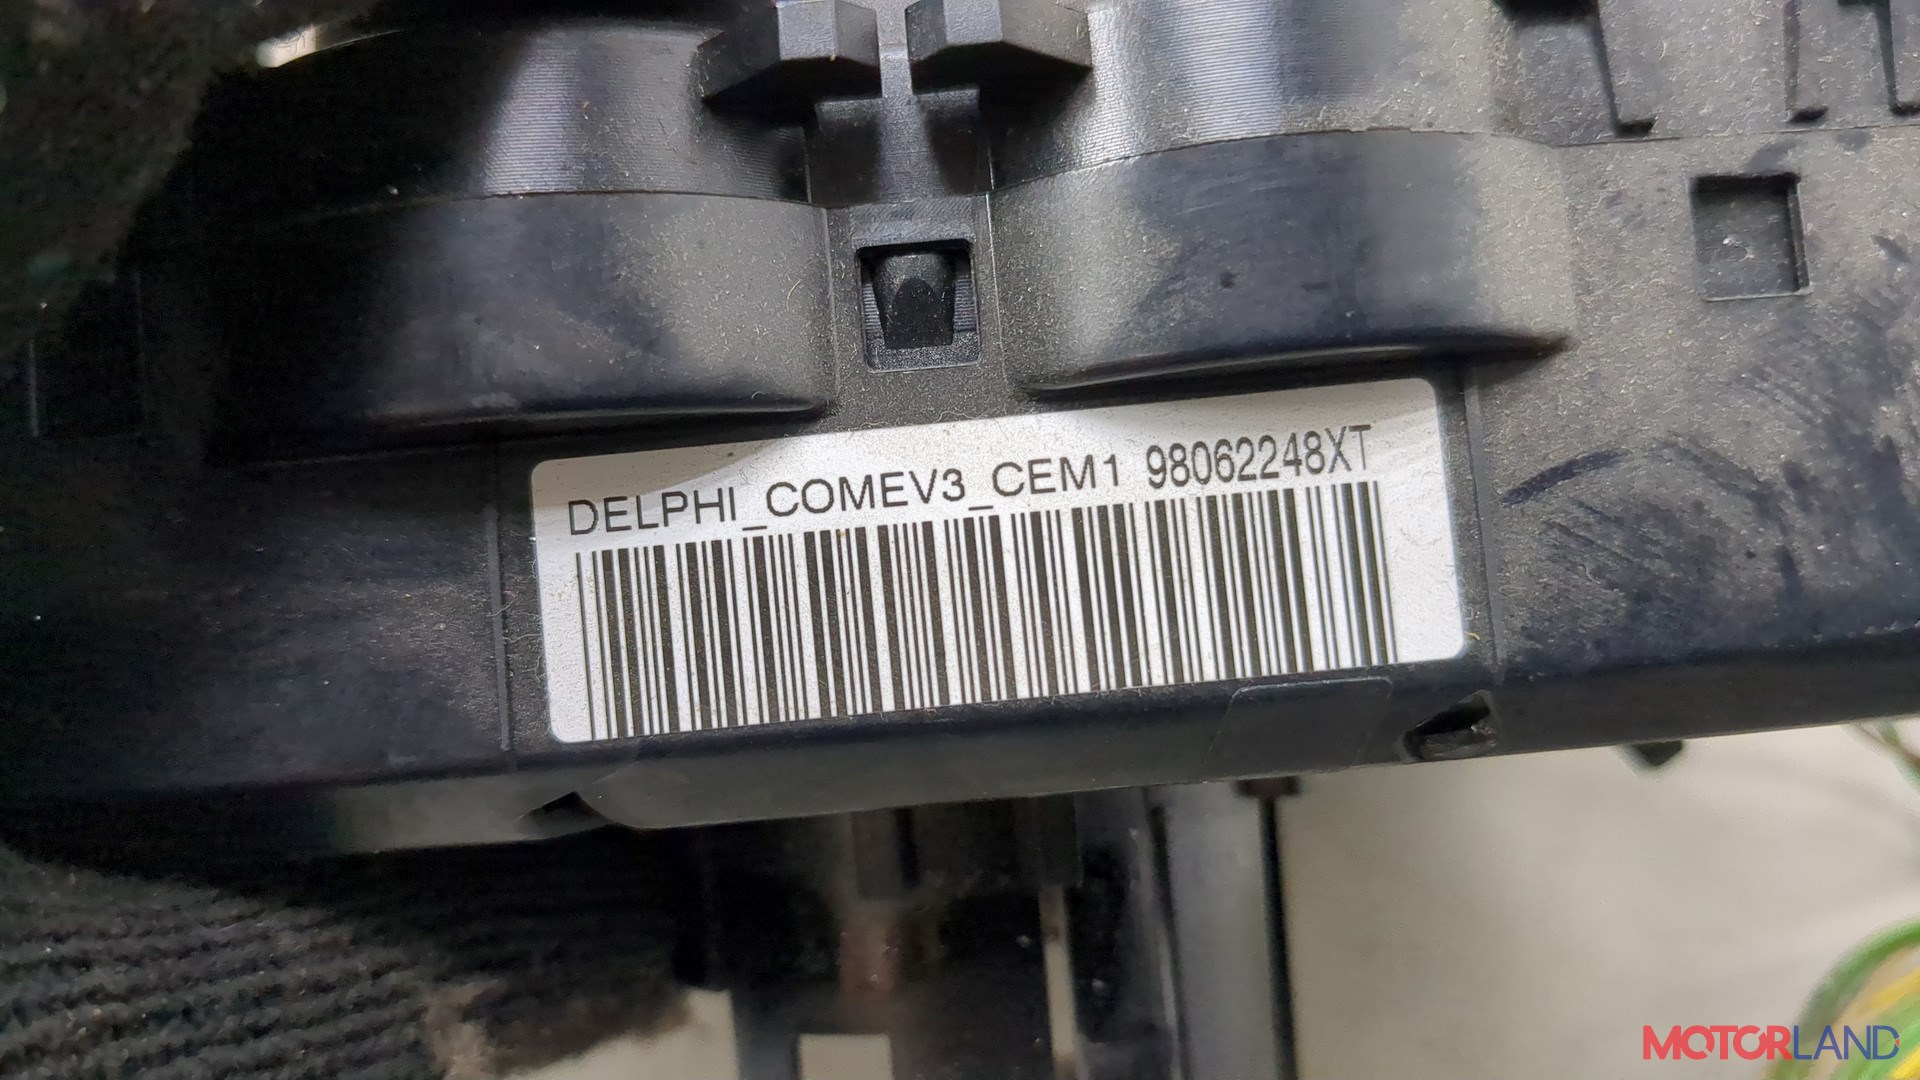 DELPHI_COMEV3_CEM1 98062248XT
MOTORLAND